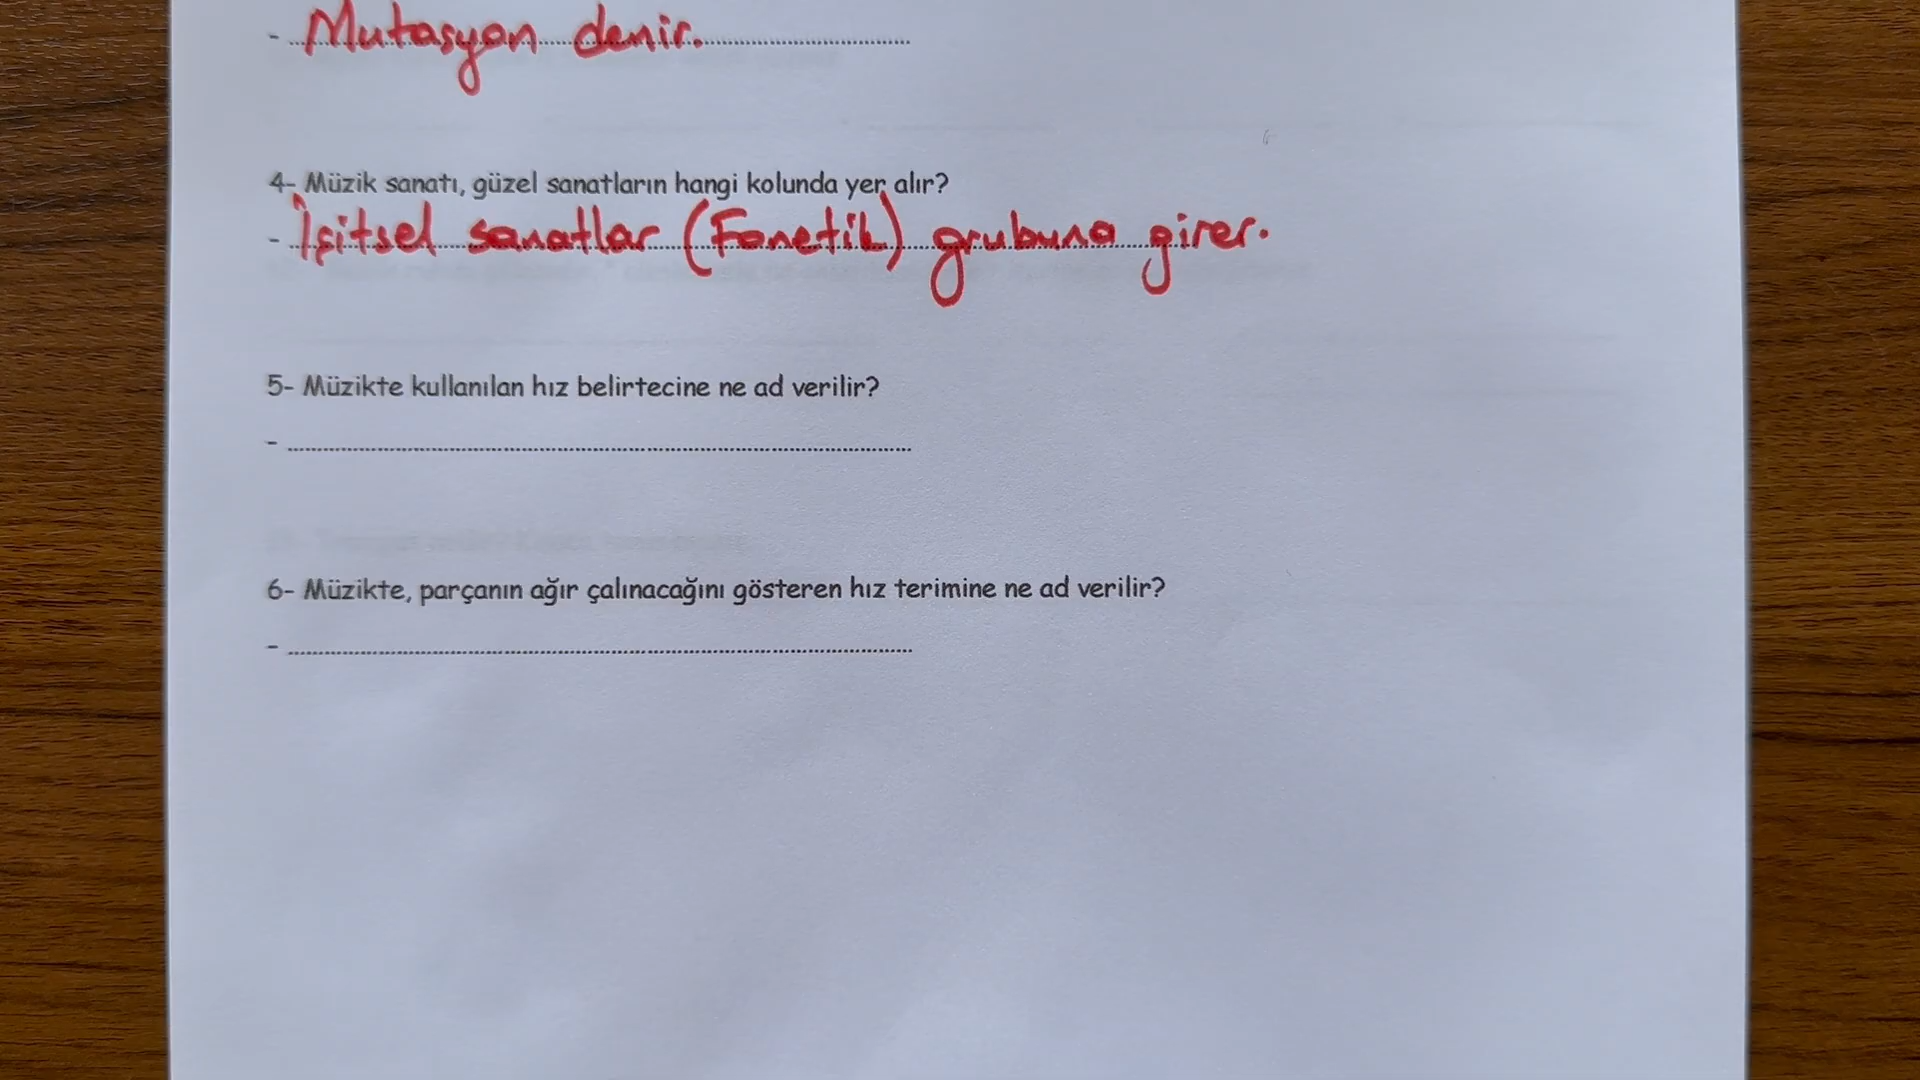 - Mutasyon denir.
4- Müzik sanatı, güzel sanatların hangi kolunda yer alır?
- İşitsel sanatlar (Fonetik) grubuna girer.
5- Müzikte kullanılan hız belirtecine ne ad verilir?
-
6- Müzikte, parçanın ağır çalınacağını gösteren hız terimine ne ad verilir?
-